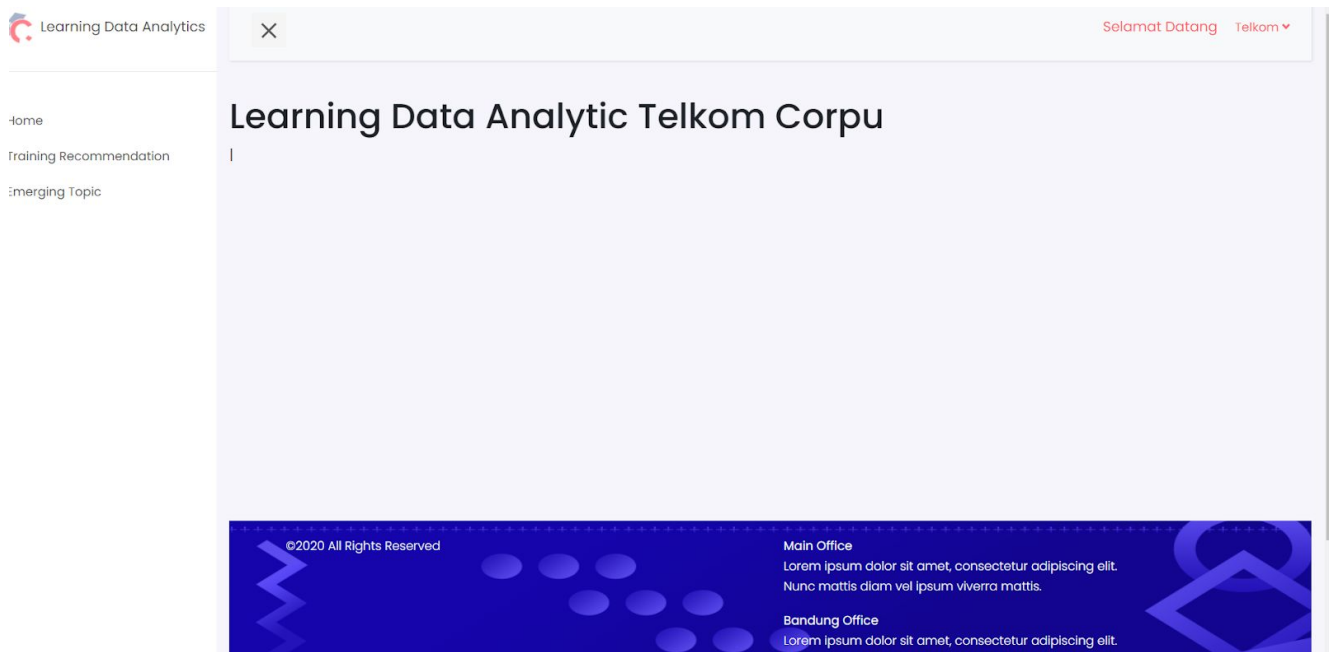 Learning Data Analytics
Selamat Datang Telkom
Home
Training Recommendation
Emerging Topic
Learning Data Analytic Telkom Corpu
|
©2020 All Rights Reserved
Main Office
Lorem ipsum dolor sit amet, consectetur adipiscing elit.
Nunc mattis diam vel ipsum viverra mattis.
Bandung Office
Lorem ipsum dolor sit amet, consectetur adipiscing elit.